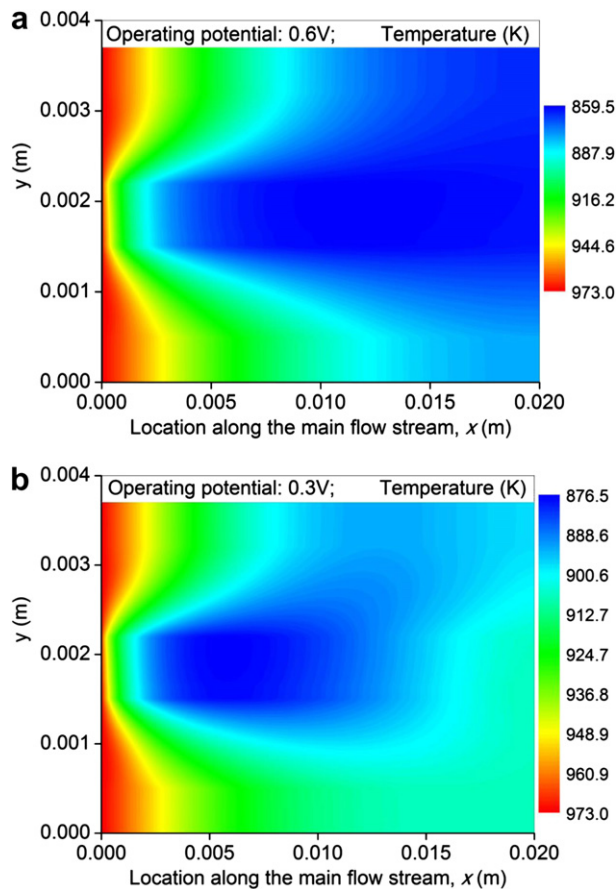 a
Operating potential: 0.6V; Temperature (K)
0.004
0.003
0.002
0.001
0.000
y (m)
859.5
887.9
916.2
944.6
973.0
0.000 0.005 0.010 0.015 0.020
Location along the main flow stream, x (m)
b
Operating potential: 0.3V; Temperature (K)
0.004
0.003
0.002
0.001
0.000
y (m)
876.5
888.6
900.6
912.7
924.7
936.8
948.9
960.9
973.0
0.000 0.005 0.010 0.015 0.020
Location along the main flow stream, x (m)